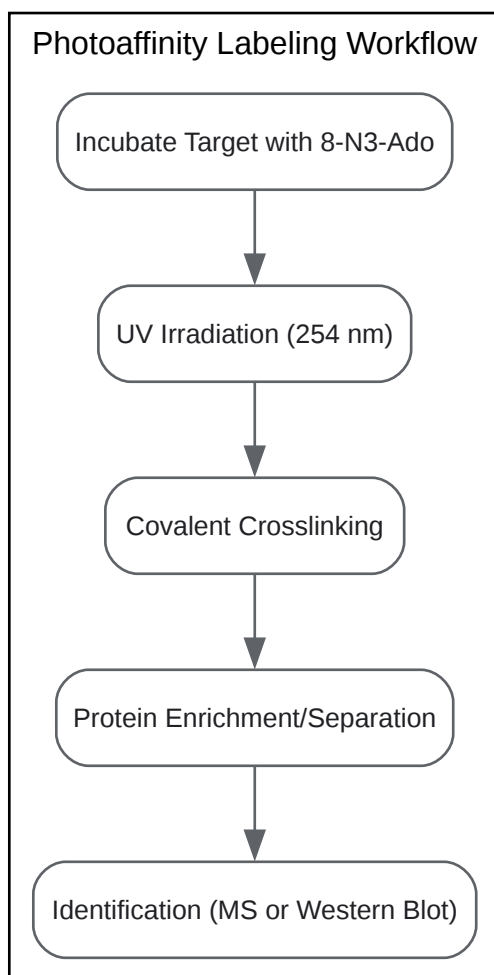 Photoaffinity Labeling Workflow
Incubate Target with 8-N3-Ado
UV Irradiation (254 nm)
Covalent Crosslinking
Protein Enrichment/Separation
Identification (MS or Western Blot)